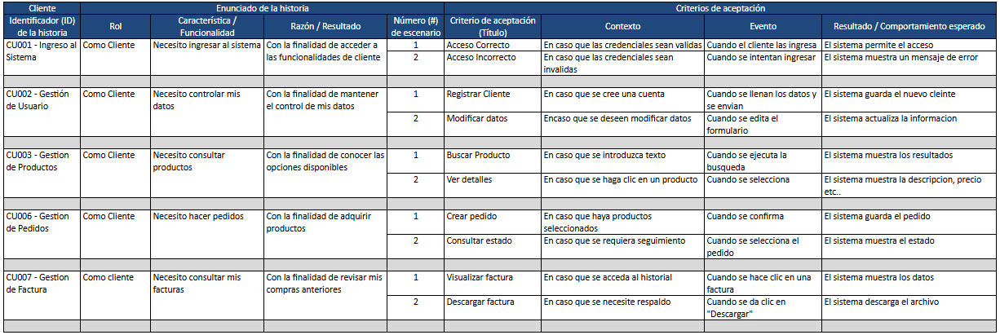 Cliente
Enunciado de la historia
Criterios de aceptación
Identificador (ID)
de la historia
Rol
Característica /
Funcionalidad
Razón / Resultado
Número (#)
de escenario
Criterio de aceptación
(Título)
Contexto
Evento
Resultado / Comportamiento esperado
CU001 - Ingreso al
Sistema
Como Cliente
Necesito ingresar al sistema
Con la finalidad de acceder a
las funcionalidades de cliente
1
Acceso Correcto
En caso que las credenciales sean validas
Cuando el cliente las ingresa
El sistema permite el acceso
2
Acceso Incorrecto
En caso que las credenciales sean
invalidas
Cuando se intentan ingresar
El sistema muestra un mensaje de error
CU002 - Gestión
de Usuario
Como Cliente
Necesito controlar mis
datos
Con la finalidad de mantener
el control de mis datos
1
Registrar Cliente
En caso que se cree una cuenta
Cuando se llenan los datos y
se envian
El sistema guarda el nuevo cleinte
2
Modificar datos
Encaso que se deseen modificar datos
Cuando se edita el
formulario
El sistema actualiza la informacion
CU003 - Gestion
de Productos
Como Cliente
Necesito consultar
productos
Con la finalidad de conocer las
opciones disponibles
1
Buscar Producto
En caso que se introduzca texto
Cuando se ejecuta la
busqueda
El sistema muestra los resultados
2
Ver detalles
En caso que se haga clic en un producto
Cuando se selecciona
El sistema muestra la descripcion, precio
etc..
CU006 - Gestion
de Pedidos
Como Cliente
Necesito hacer pedidos
Con la finalidad de adquirir
productos
1
Crear pedido
En caso que haya productos
seleccionados
Cuando se confirma
El sistema guarda el pedido
2
Consultar estado
En caso que se requiera seguimiento
Cuando se selecciona el
pedido
El sistema muestra el estado
CU007 - Gestion
de Factura
Como cliente
Necesito consultar mis
facturas
Con la finalidad de revisar mis
compras anteriores
1
Visualizar factura
En caso que se acceda al historial
Cuando se hace clic en una
factura
El sistema muestra los datos
2
Descargar factura
En caso que se necesite respaldo
Cuando se da clic en
"Descargar"
El sistema descarga el archivo